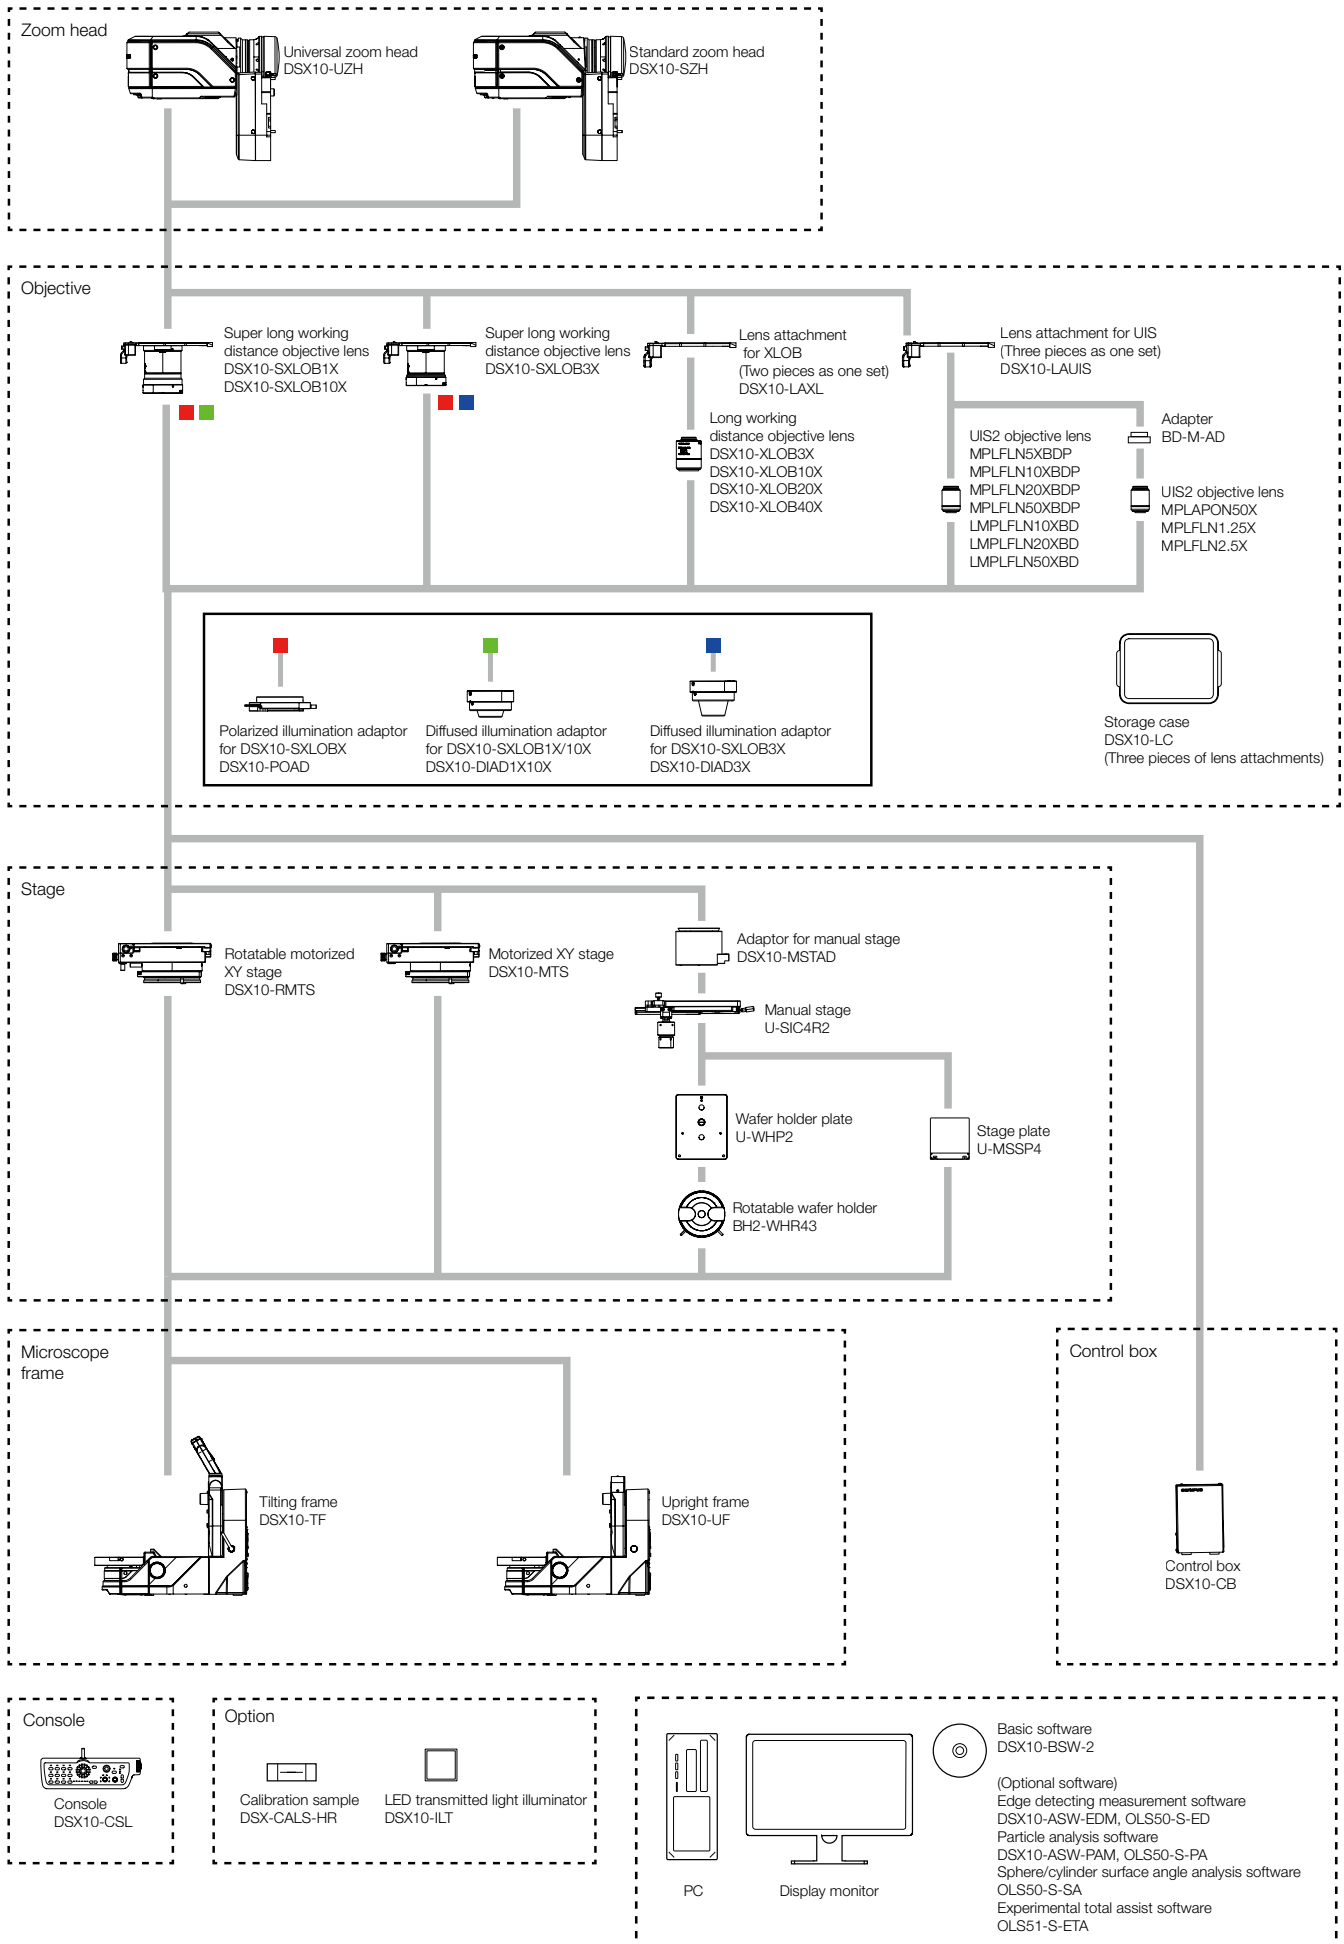 Zoom head
Universal zoom head
DSX10-UZH
Standard zoom head
DSX10-SZH
Objective
Super long working
distance objective lens
DSX10-SXLOB1X
DSX10-SXLOB10X
Super long working
distance objective lens
DSX10-SXLOB3X
Lens attachment
for XLOB
(Two pieces as one set)
DSX10-LAXL
Lens attachment for UIS
(Three pieces as one set)
DSX10-LAUIS
Long working
distance objective lens
DSX10-XLOB3X
DSX10-XLOB10X
DSX10-XLOB20X
DSX10-XLOB40X
UIS2 objective lens
MPLFLN5XBDP
MPLFLN10XBDP
MPLFLN20XBDP
MPLFLN50XBDP
LMPLFLN10XBD
LMPLFLN20XBD
LMPLFLN50XBD
Adapter
BD-M-AD
UIS2 objective lens
MPLAPON50X
MPLFLN1.25X
MPLFLN2.5X
Polarized illumination adaptor
for DSX10-SXLOBX
DSX10-POAD
Diffused illumination adaptor
for DSX10-SXLOB1X/10X
DSX10-DIAD1X10X
Diffused illumination adaptor
for DSX10-SXLOB3X
DSX10-DIAD3X
Storage case
DSX10-LC
(Three pieces of lens attachments)
Stage
Rotatable motorized
XY stage
DSX10-RMTS
Motorized XY stage
DSX10-MTS
Adaptor for manual stage
DSX10-MSTAD
Manual stage
U-SIC4R2
Wafer holder plate
U-WHP2
Stage plate
U-MSSP4
Rotatable wafer holder
BH2-WHR43
Microscope
frame
Tilting frame
DSX10-TF
Upright frame
DSX10-UF
Control box
OLYMPUS
Control box
DSX10-CB
Console
Console
DSX10-CSL
Option
Calibration sample
DSX-CALS-HR
LED transmitted light illuminator
DSX10-ILT
PC
Display monitor
Basic software
DSX10-BSW-2
(Optional software)
Edge detecting measurement software
DSX10-ASW-EDM, OLS50-S-ED
Particle analysis software
DSX10-ASW-PAM, OLS50-S-PA
Sphere/cylinder surface angle analysis software
OLS50-S-SA
Experimental total assist software
OLS51-S-ETA